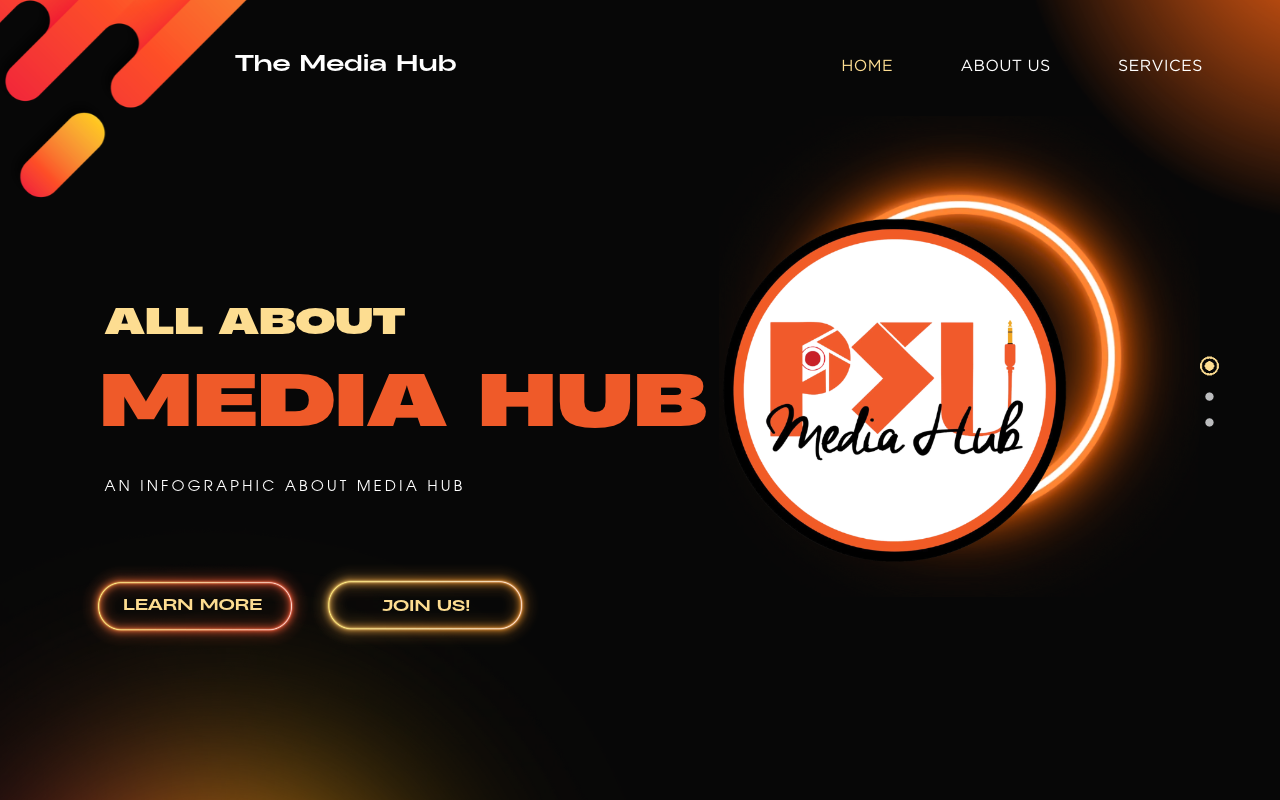 The Media Hub
HOME
ABOUT US
SERVICES
ALL ABOUT
MEDIA HUB
PSU
Media Hub
AN INFOGRAPHIC ABOUT MEDIA HUB
LEARN MORE
JOIN US!